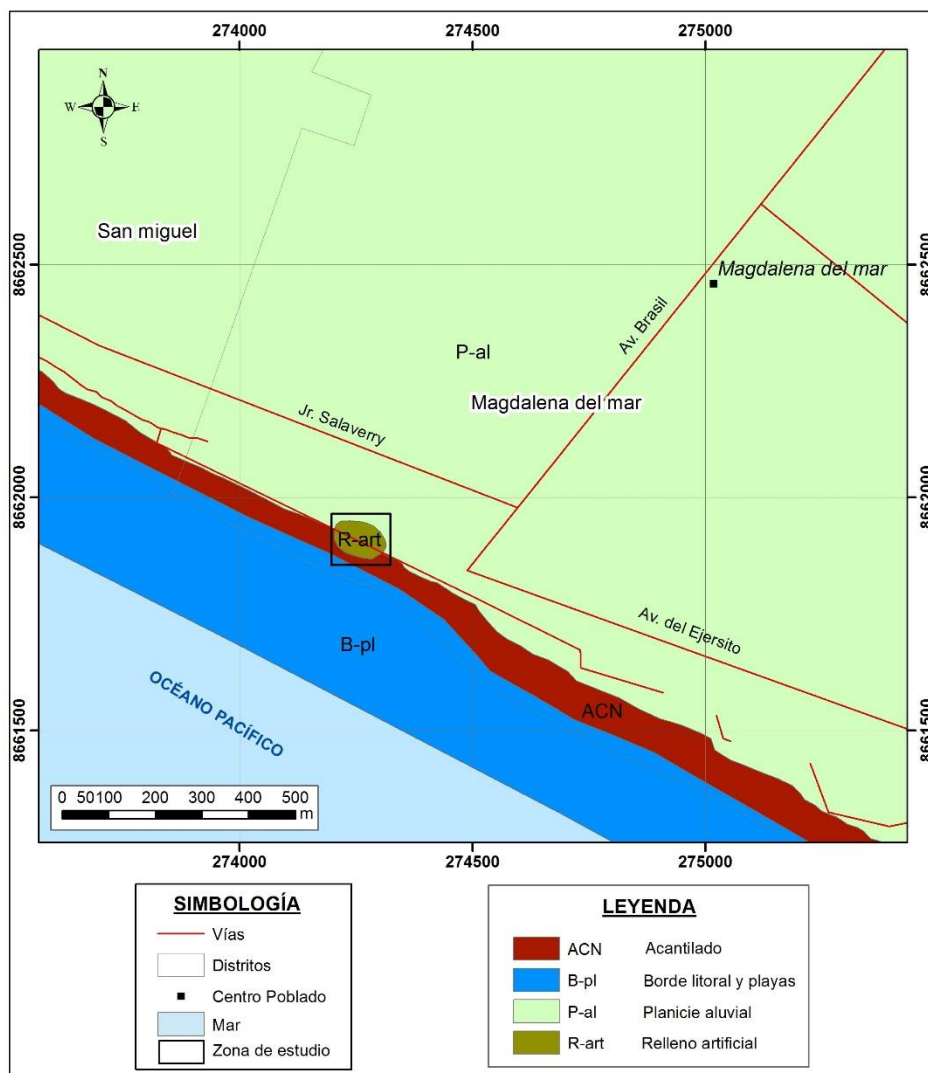 274000 274500 275000
N
W E
S
San miguel
8662500 8662500
Magdalena del mar
Av. Brasil
P-al
Magdalena del mar
Jr. Salaverry
8662000 8662000
R-art
B-pl
Av. del Ejersito
OCÉANO PACÍFICO
ACN
8661500 8661500
0 50100 200 300 400 500
m
274000 274500 275000
SIMBOLOGÍA
Vías
Distritos
Centro Poblado
Mar
Zona de estudio
LEYENDA
ACN Acantilado
B-pl Borde litoral y playas
P-al Planicie aluvial
R-art Relleno artificial